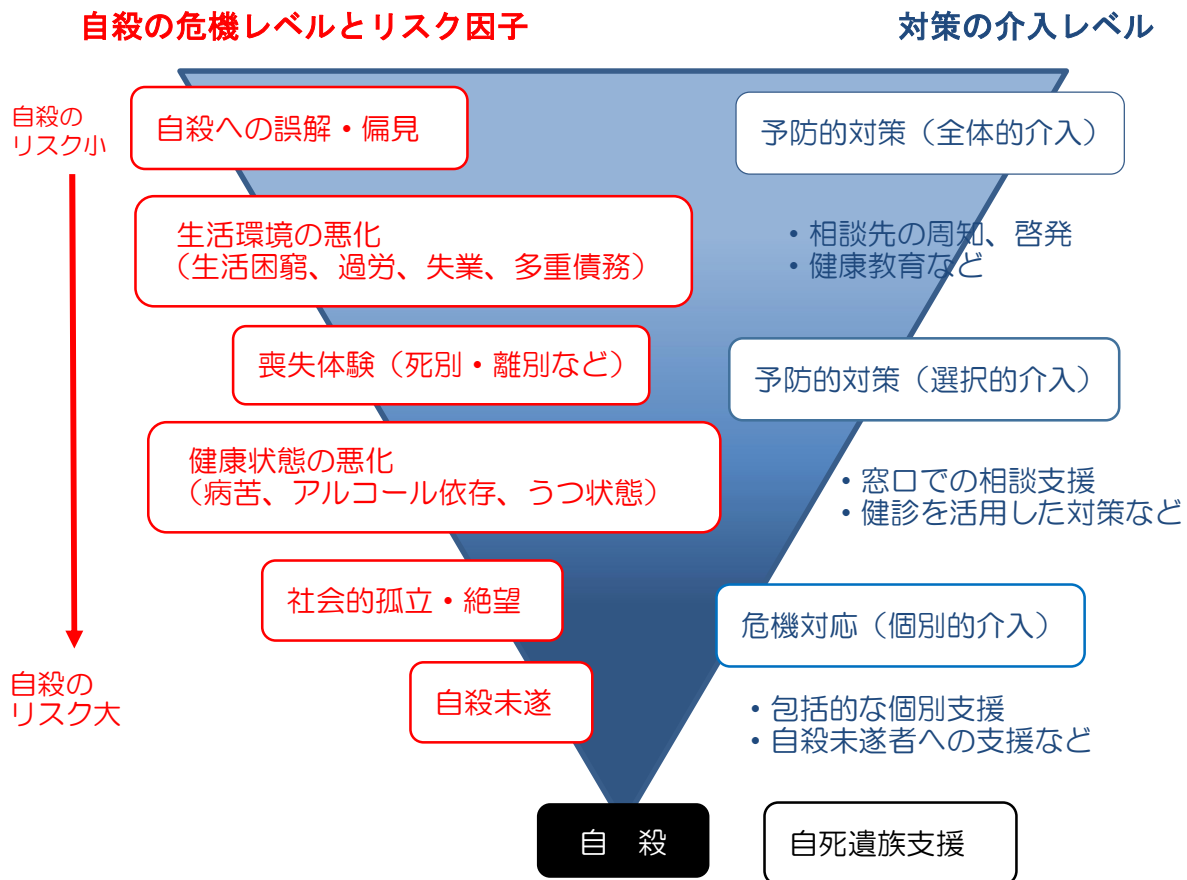 自殺の危機レベルとリスク因子
対策の介入レベル
自殺の
リスク小
自殺への誤解・偏見
予防的対策（全体的介入）
生活環境の悪化
（生活困窮、過労、失業、多重債務）
・相談先の周知、啓発
・健康教育など
喪失体験（死別・離別など）
予防的対策（選択的介入）
健康状態の悪化
（病苦、アルコール依存、うつ状態）
・窓口での相談支援
・健診を活用した対策など
社会的孤立・絶望
危機対応（個別的介入）
自殺の
リスク大
自殺未遂
・包括的な個別支援
・自殺未遂者への支援など
自　殺
自死遺族支援